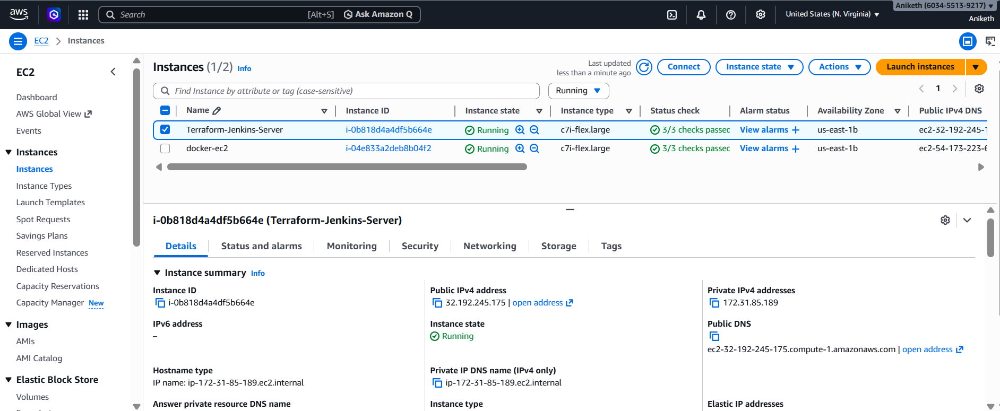 aws
Search [Alt+S] Ask Amazon Q
United States (N. Virginia)
Aniketh (6034-5513-9217)
Aniketh
EC2 Instances
EC2
Dashboard
AWS Global View
Events
Instances
Instances
Instance Types
Launch Templates
Spot Requests
Savings Plans
Reserved Instances
Dedicated Hosts
Capacity Reservations
Capacity Manager New
Images
AMIs
AMI Catalog
Elastic Block Store
Volumes
Instances (1/2) Info
Last updated
less than a minute ago
Connect Instance state Actions Launch instances
Find Instance by attribute or tag (case-sensitive) Running 1
Name Instance ID Instance state Instance type Status check Alarm status Availability Zone Public IPv4 DNS
Terraform-Jenkins-Server i-0b818d4a4df5b664e Running c7i-flex.large 3/3 checks passec View alarms + us-east-1b ec2-32-192-245-1
docker-ec2 i-04e833a2deb8b04f2 Running c7i-flex.large 3/3 checks passec View alarms + us-east-1b ec2-54-173-223-6
i-0b818d4a4df5b664e (Terraform-Jenkins-Server)
Details Status and alarms Monitoring Security Networking Storage Tags
Instance summary Info
Instance ID
i-0b818d4a4df5b664e
Public IPv4 address
32.192.245.175 | open address
Private IPv4 addresses
172.31.85.189
IPv6 address
–
Instance state
Running
Public DNS
ec2-32-192-245-175.compute-1.amazonaws.com | open address
Hostname type
IP name: ip-172-31-85-189.ec2.internal
Private IP DNS name (IPv4 only)
ip-172-31-85-189.ec2.internal
Answer private resource DNS name
Instance type
Elastic IP addresses